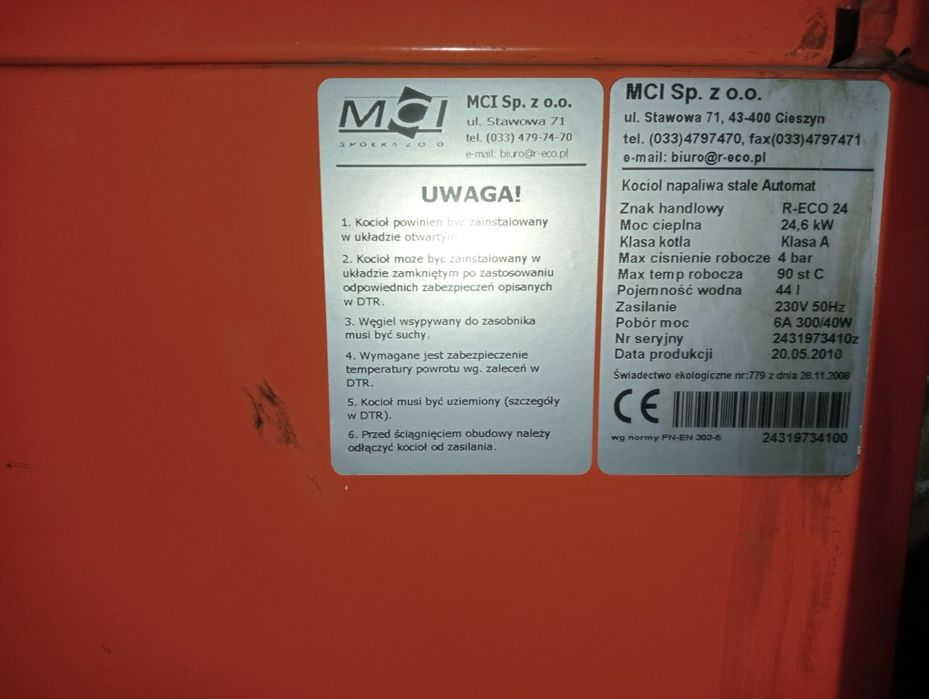 MCI
SPÓŁKA Z O O
MCI Sp. z o.o.
ul. Stawowa 71
tel. (033) 479-74-70
e-mail: biuro@r-eco.pl
UWAGA!
1. Kocioł powinien być zainstalowany
w układzie otwartym
2. Kocioł może być zainstalowany w
układzie zamkniętym po zastosowaniu
odpowiednich zabezpieczeń opisanych
w DTR.
3. Węgiel wsypywany do zasobnika
musi być suchy.
4. Wymagane jest zabezpieczenie
temperatury powrotu wg. zaleceń w
DTR.
5. Kocioł musi być uziemiony (szczegóły
w DTR).
6. Przed ściągnięciem obudowy należy
odłączyć kocioł od zasilania.
MCI Sp. z o.o.
ul. Stawowa 71, 43-400 Cieszyn
tel. (033)4797470, fax(033)4797471
e-mail: biuro@r-eco.pl
Kocioł napaliwa stałe Automat
Znak handlowy R-ECO 24
Moc cieplna 24,6 kW
Klasa kotla Klasa A
Max cisnienie robocze 4 bar
Max temp robocza 90 st C
Pojemność wodna 44 l
Zasilanie 230V 50Hz
Pobór moc 6A 300/40W
Nr seryjny 2431973410z
Data produkcji 20.05.2010
Świadectwo ekologiczne nr:779 z dnia 28.11.2008
CE
wg normy PN-EN 303-5 24319734100